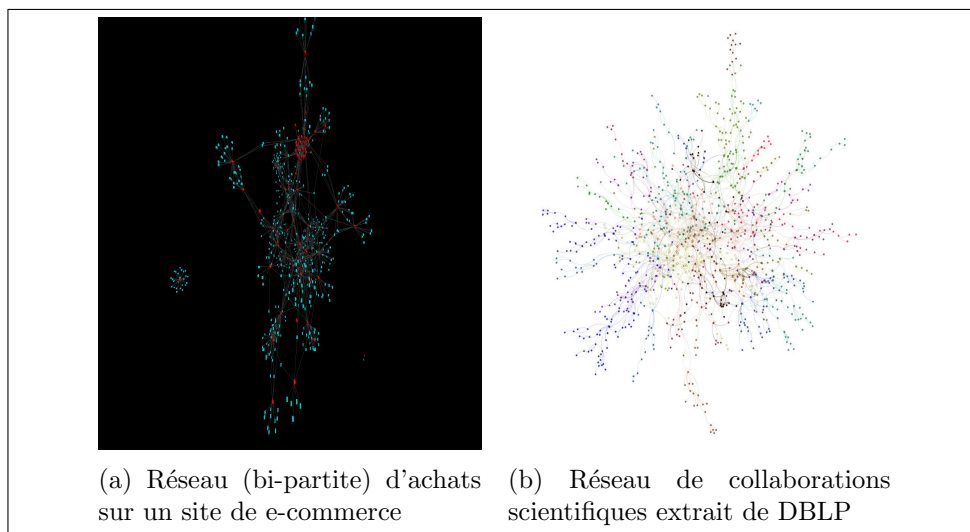 (a) Réseau (bi-partite) d'achats
sur un site de e-commerce
(b) Réseau de collaborations
scientifiques extrait de DBLP